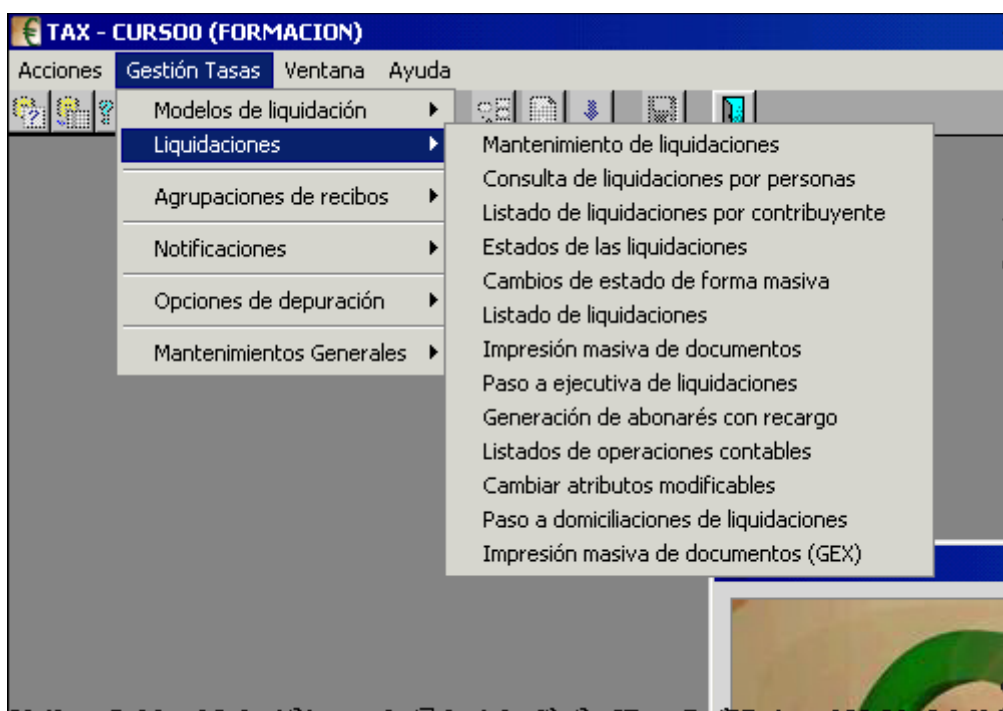 TAX - CURSO0 (FORMACION)
Acciones Gestión Tasas Ventana Ayuda
Modelos de liquidación
Liquidaciones
Agrupaciones de recibos
Notificaciones
Opciones de depuración
Mantenimientos Generales
Mantenimiento de liquidaciones
Consulta de liquidaciones por personas
Listado de liquidaciones por contribuyente
Estados de las liquidaciones
Cambios de estado de forma masiva
Listado de liquidaciones
Impresión masiva de documentos
Paso a ejecutiva de liquidaciones
Generación de abonarés con recargo
Listados de operaciones contables
Cambiar atributos modificables
Paso a domiciliaciones de liquidaciones
Impresión masiva de documentos (GEX)